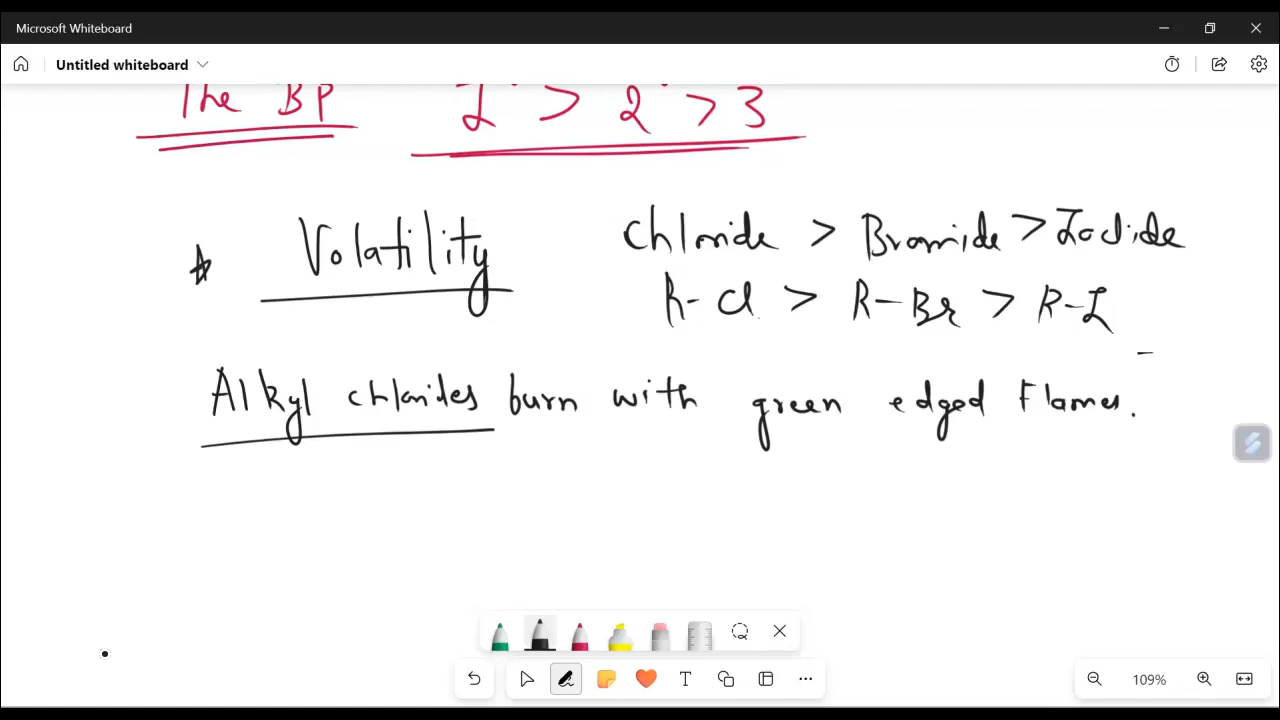 Microsoft Whiteboard
Untitled whiteboard
The BP 1° > 2° > 3
Volatility Chloride > Bromide > Iodide
R-Cl > R-Br > R-I
Alkyl chlorides burn with green edged Flames.
109%